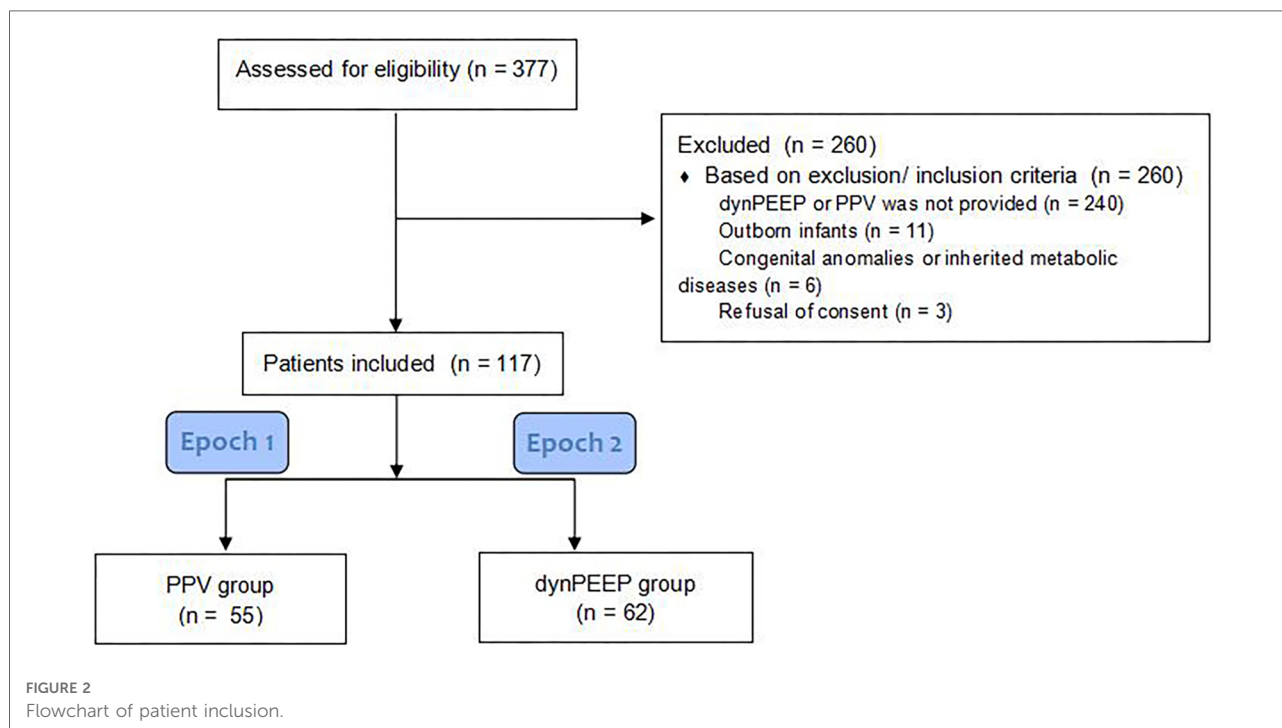 Assessed for eligibility (n = 377)
Excluded (n = 260)
♦ Based on exclusion/ inclusion criteria (n = 260)
dynPEEP or PPV was not provided (n = 240)
Outborn infants (n = 11)
Congenital anomalies or inherited metabolic
diseases (n = 6)
Refusal of consent (n = 3)
Patients included (n = 117)
Epoch 1
Epoch 2
PPV group
(n = 55)
dynPEEP group
(n = 62)
FIGURE 2
Flowchart of patient inclusion.